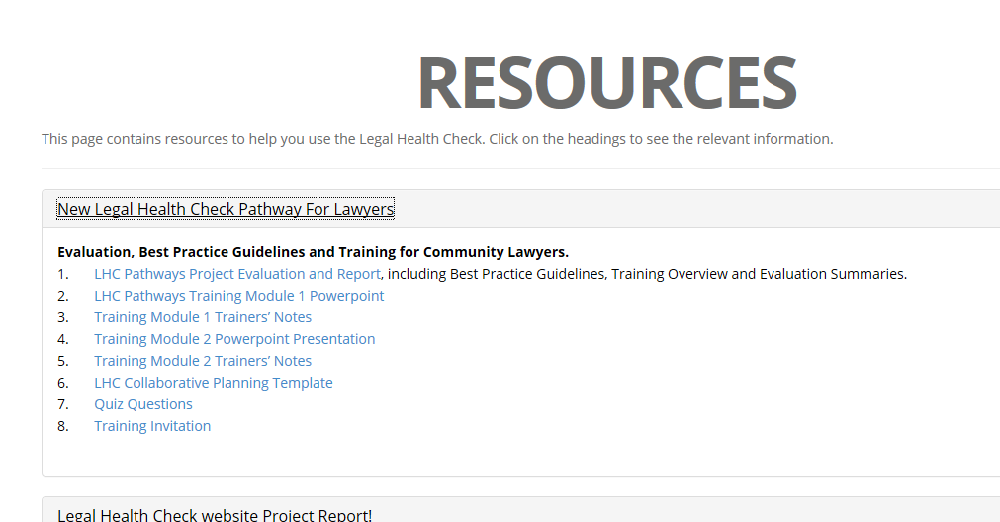 RESOURCES
This page contains resources to help you use the Legal Health Check. Click on the headings to see the relevant information.
New Legal Health Check Pathway For Lawyers
Evaluation, Best Practice Guidelines and Training for Community Lawyers.
1. LHC Pathways Project Evaluation and Report, including Best Practice Guidelines, Training Overview and Evaluation Summaries.
2. LHC Pathways Training Module 1 Powerpoint
3. Training Module 1 Trainers’ Notes
4. Training Module 2 Powerpoint Presentation
5. Training Module 2 Trainers’ Notes
6. LHC Collaborative Planning Template
7. Quiz Questions
8. Training Invitation
Legal Health Check website Project Report!